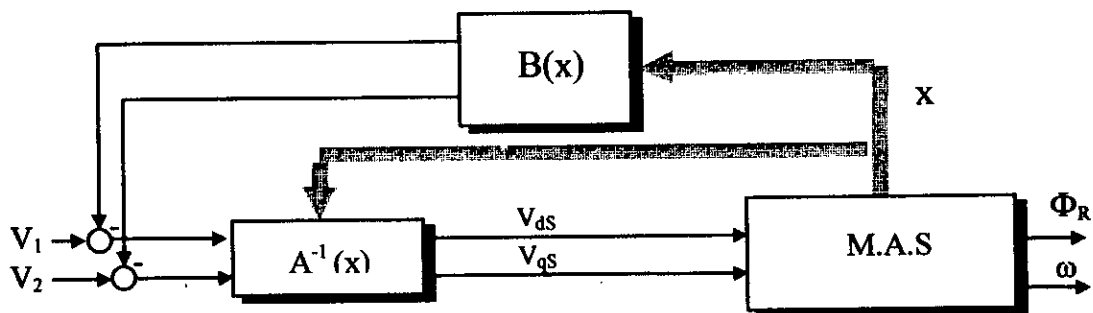 B(x)
x
V₁
-
V₂
-
A⁻¹(x)
V_dS
V_qS
M.A.S
Φ_R
ω